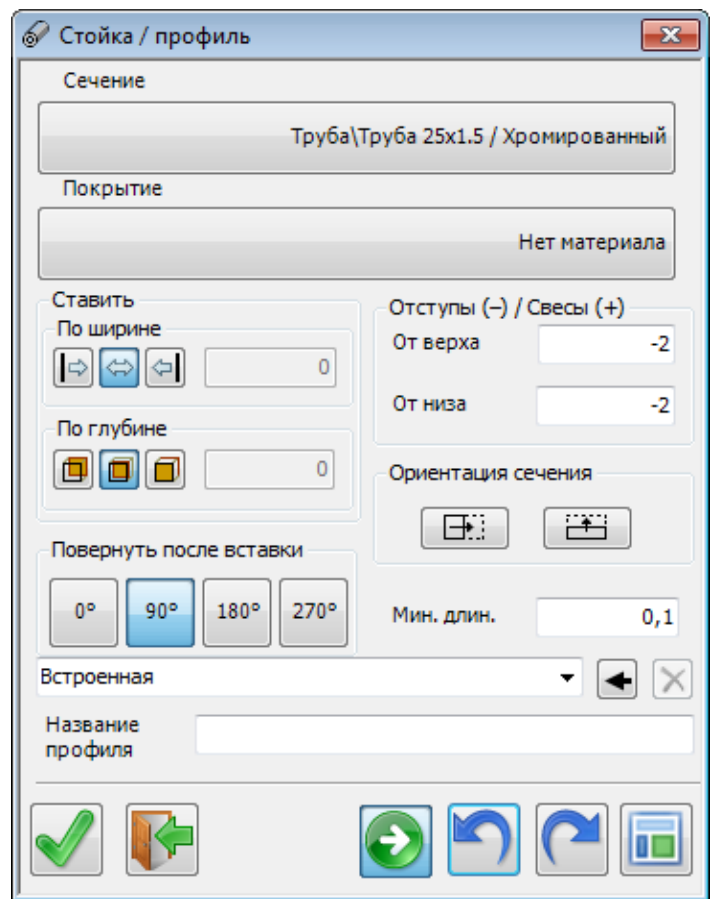 Стойка / профиль
Сечение
Труба\Труба 25x1.5 / Хромированный
Покрытие
Нет материала
Ставить
По ширине
0
По глубине
0
Отступы (–) / Свесы (+)
От верха -2
От низа -2
Ориентация сечения
Повернуть после вставки
0° 90° 180° 270°
Мин. длин. 0,1
Встроенная
Название
профиля